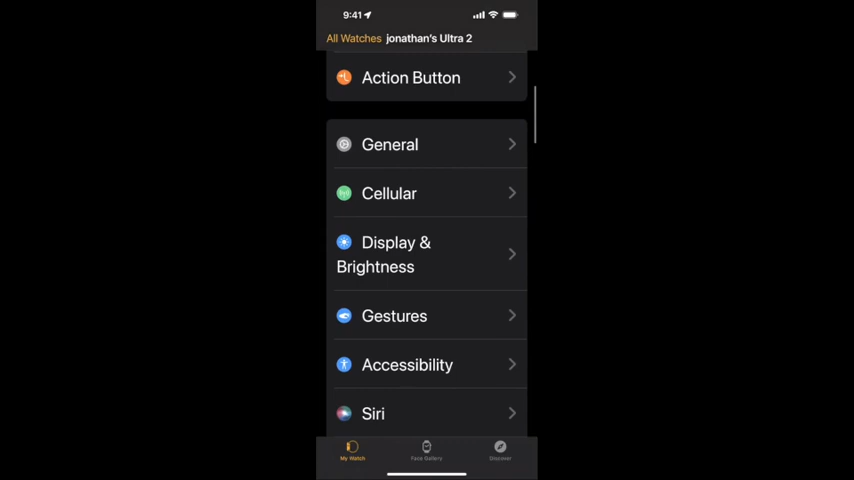 9:41
All Watches jonathan's Ultra 2
Action Button
General
Cellular
Display &
Brightness
Gestures
Accessibility
Siri
My Watch Face Gallery Discover